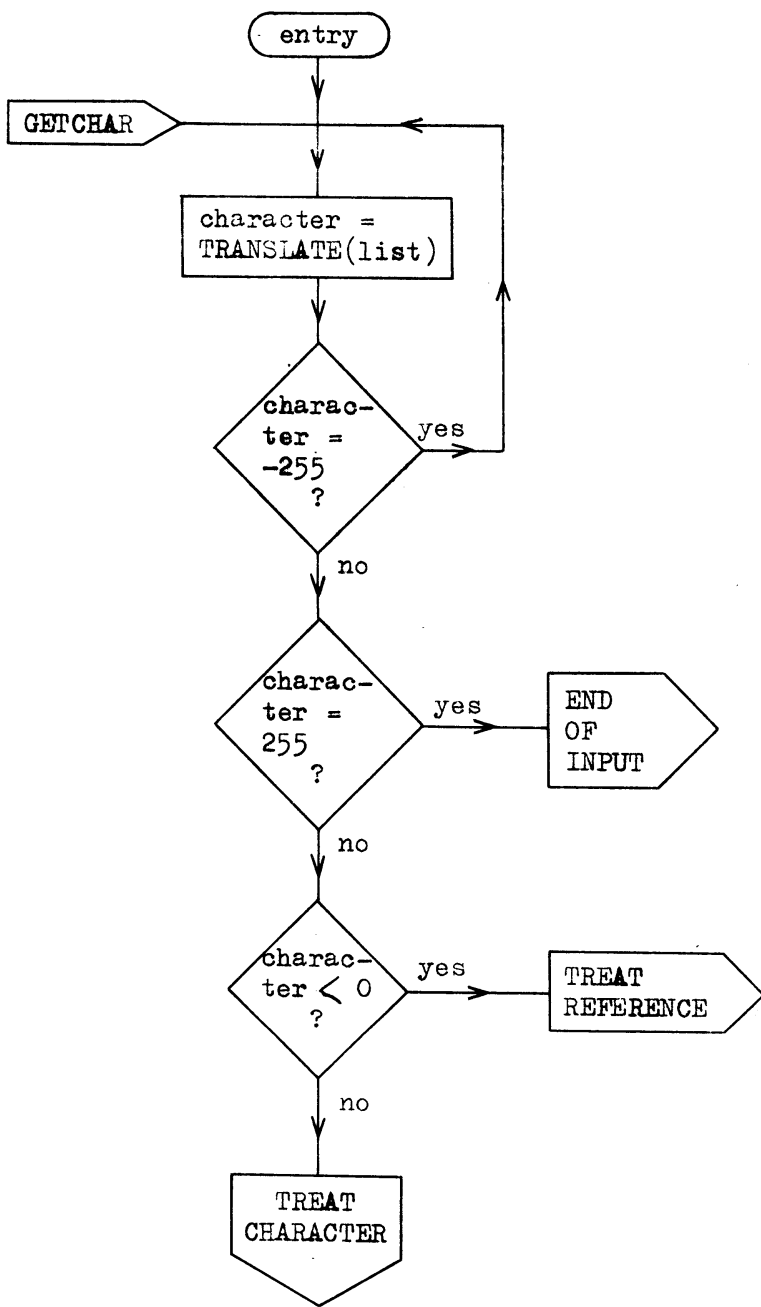 entry
GETCHAR
character =
TRANSLATE(list)
charac-
ter =
-255
?
yes
no
charac-
ter =
255
?
yes
END
OF
INPUT
no
charac-
ter < 0
?
yes
TREAT
REFERENCE
no
TREAT
CHARACTER